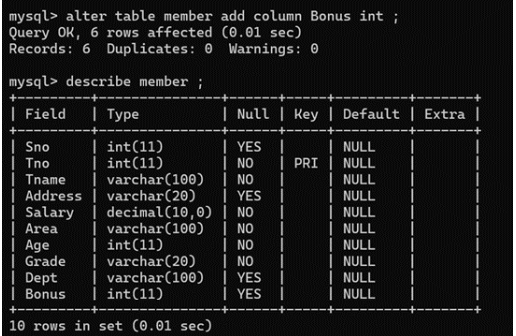 mysql> alter table member add column Bonus int ;
Query OK, 6 rows affected (0.01 sec)
Records: 6  Duplicates: 0  Warnings: 0

mysql> describe member ;
+---------+---------------+------+-----+---------+-------+
| Field   | Type          | Null | Key | Default | Extra |
+---------+---------------+------+-----+---------+-------+
| Sno     | int(11)       | YES  |     | NULL    |       |
| Tno     | int(11)       | NO   | PRI | NULL    |       |
| Tname   | varchar(100)  | NO   |     | NULL    |       |
| Address | varchar(20)   | YES  |     | NULL    |       |
| Salary  | decimal(10,0) | NO   |     | NULL    |       |
| Area    | varchar(100)  | NO   |     | NULL    |       |
| Age     | int(11)       | NO   |     | NULL    |       |
| Grade   | varchar(20)   | NO   |     | NULL    |       |
| Dept    | varchar(100)  | YES  |     | NULL    |       |
| Bonus   | int(11)       | YES  |     | NULL    |       |
+---------+---------------+------+-----+---------+-------+
10 rows in set (0.01 sec)